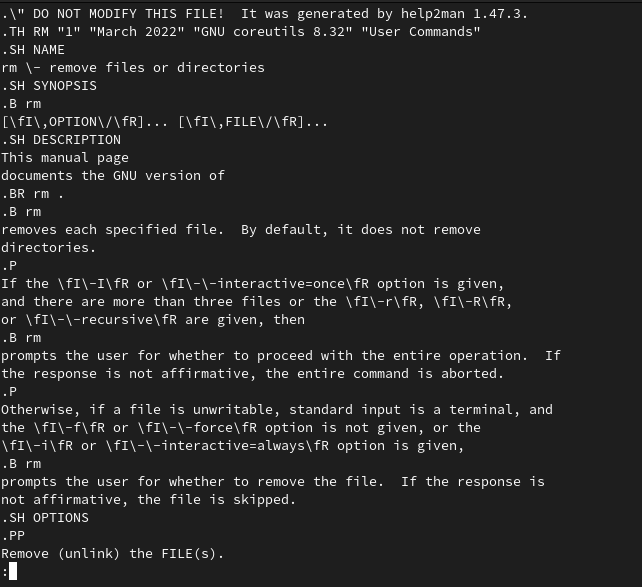 .\" DO NOT MODIFY THIS FILE!  It was generated by help2man 1.47.3.
.TH RM "1" "March 2022" "GNU coreutils 8.32" "User Commands"
.SH NAME
rm \- remove files or directories
.SH SYNOPSIS
.B rm
[\fI\,OPTION\/\fR]... [\fI\,FILE\/\fR]...
.SH DESCRIPTION
This manual page
documents the GNU version of
.BR rm .
.B rm
removes each specified file.  By default, it does not remove
directories.
.P
If the \fI\-I\fR or \fI\-\-interactive=once\fR option is given,
and there are more than three files or the \fI\-r\fR, \fI\-R\fR,
or \fI\-\-recursive\fR are given, then
.B rm
prompts the user for whether to proceed with the entire operation.  If
the response is not affirmative, the entire command is aborted.
.P
Otherwise, if a file is unwritable, standard input is a terminal, and
the \fI\-f\fR or \fI\-\-force\fR option is not given, or the
\fI\-i\fR or \fI\-\-interactive=always\fR option is given,
.B rm
prompts the user for whether to remove the file.  If the response is
not affirmative, the file is skipped.
.SH OPTIONS
.PP
Remove (unlink) the FILE(s).
: